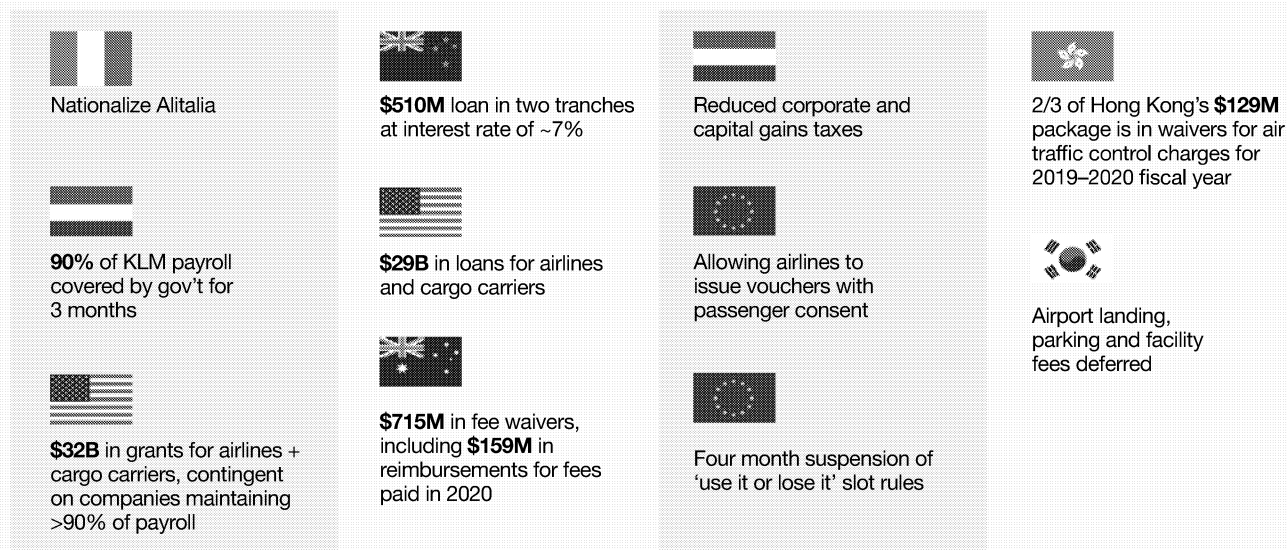 Nationalize Alitalia
90% of KLM payroll
covered by gov't for
3 months
$32B in grants for airlines +
cargo carriers, contingent
on companies maintaining
>90% of payroll
$510M loan in two tranches
at interest rate of ~7%
$29B in loans for airlines
and cargo carriers
$715M in fee waivers,
including $159M in
reimbursements for fees
paid in 2020
Reduced corporate and
capital gains taxes
Allowing airlines to
issue vouchers with
passenger consent
Four month suspension of
‘use it or lose it’ slot rules
2/3 of Hong Kong’s $129M
package is in waivers for air
traffic control charges for
2019–2020 fiscal year
Airport landing,
parking and facility
fees deferred